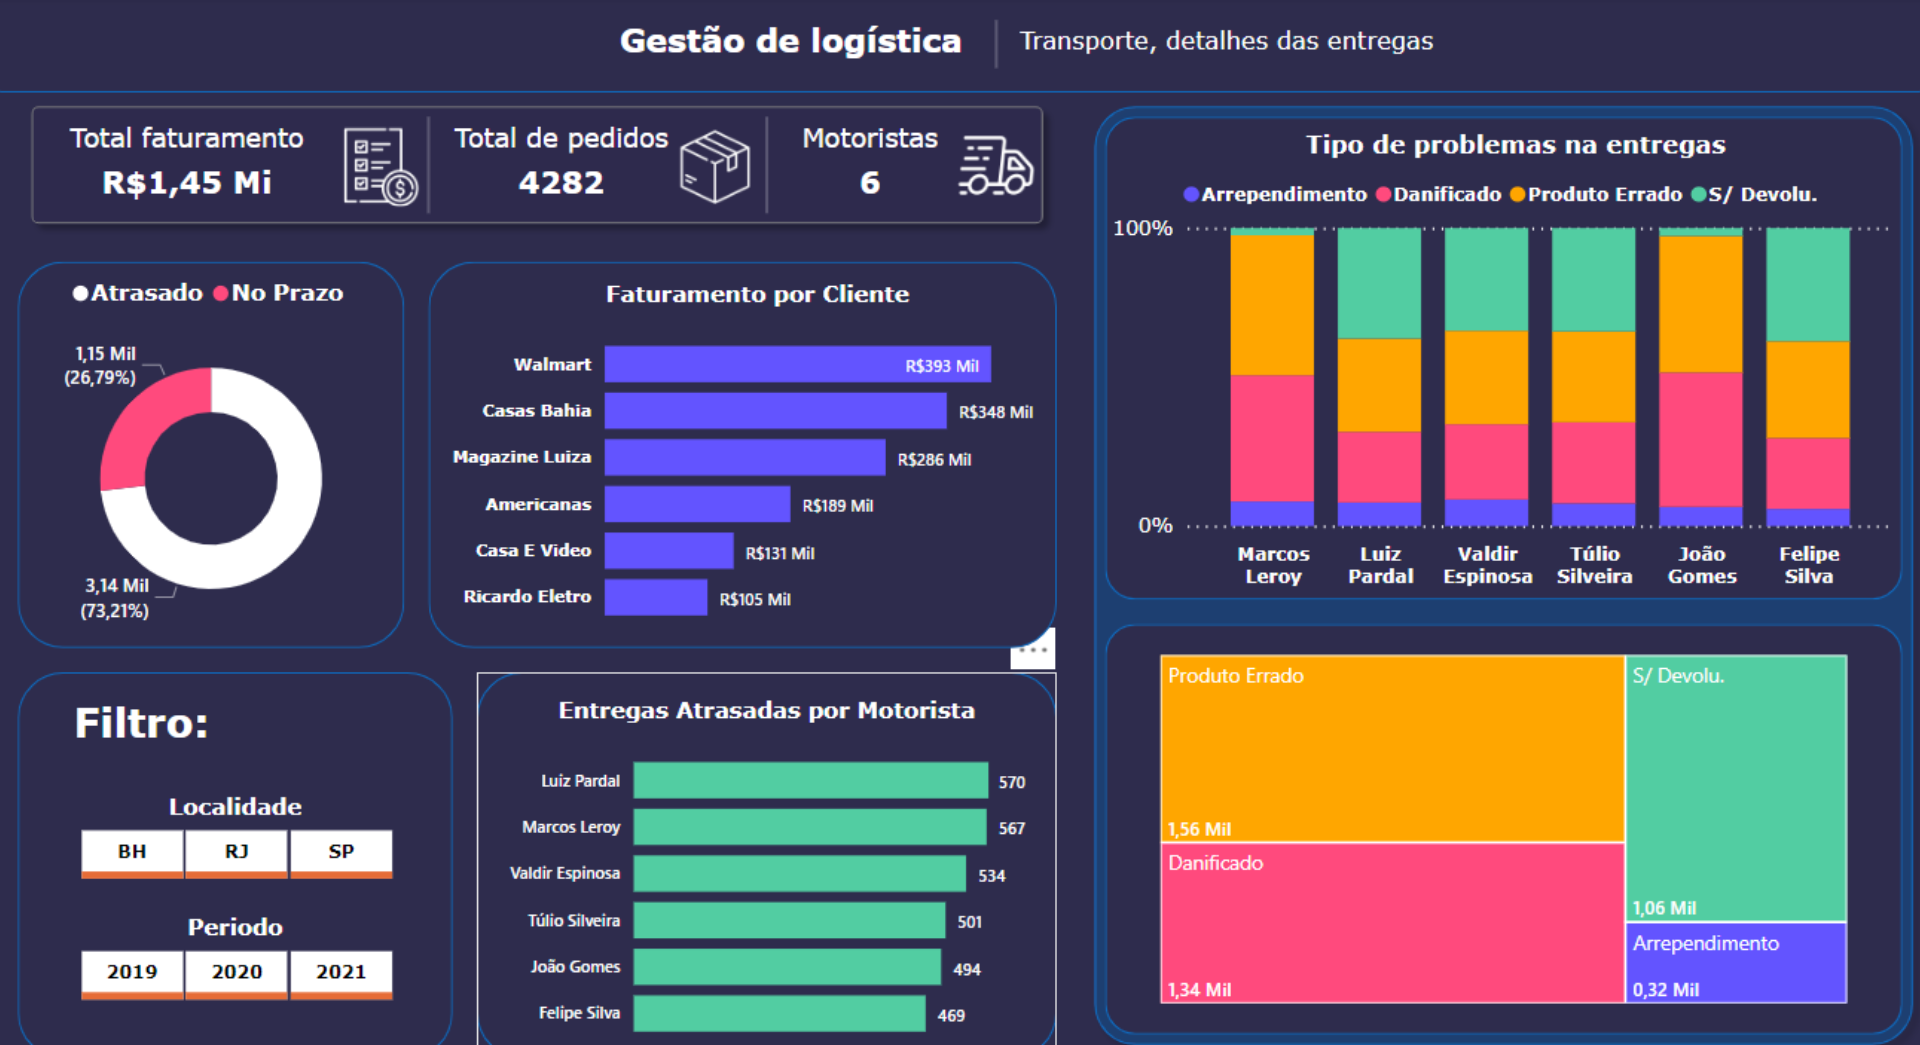 Gestão de logística
Transporte, detalhes das entregas
Total faturamento
R$1,45 Mi
Total de pedidos
4282
Motoristas
6
Atrasado No Prazo
1,15 Mil
(26,79%)
3,14 Mil
(73,21%)
Faturamento por Cliente
Walmart R$393 Mil
Casas Bahia R$348 Mil
Magazine Luiza R$286 Mil
Americanas R$189 Mil
Casa E Video R$131 Mil
Ricardo Eletro R$105 Mil
Filtro:
Localidade
BH RJ SP
Periodo
2019 2020 2021
Entregas Atrasadas por Motorista
Luiz Pardal 570
Marcos Leroy 567
Valdir Espinosa 534
Túlio Silveira 501
João Gomes 494
Felipe Silva 469
Tipo de problemas na entregas
Arrependimento Danificado Produto Errado S/ Devolu.
100%
0%
Marcos Leroy
Luiz Pardal
Valdir Espinosa
Túlio Silveira
João Gomes
Felipe Silva
Produto Errado
1,56 Mil
Danificado
1,34 Mil
S/ Devolu.
1,06 Mil
Arrependimento
0,32 Mil